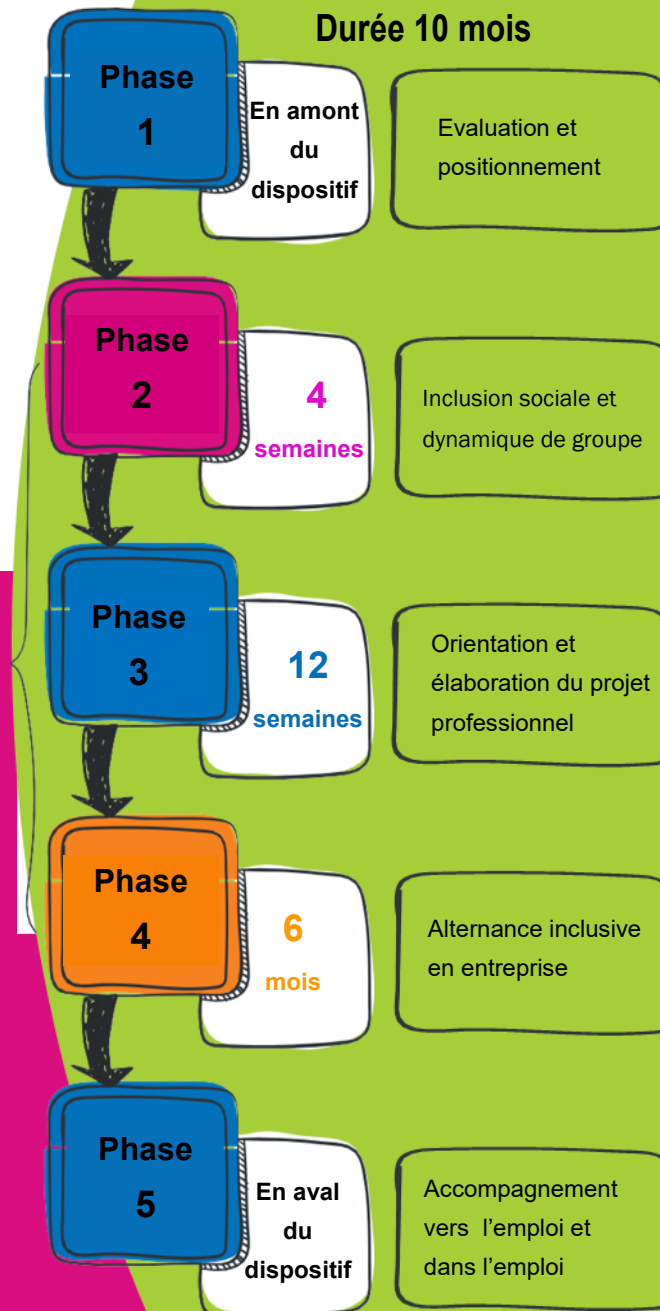 Durée 10 mois
Phase
1
En amont
du
dispositif
Evaluation et
positionnement
Phase
2
4
semaines
Inclusion sociale et
dynamique de groupe
Phase
3
12
semaines
Orientation et
élaboration du projet
professionnel
Phase
4
6
mois
Alternance inclusive
en entreprise
Phase
5
En aval
du
dispositif
Accompagnement
vers l’emploi et
dans l’emploi